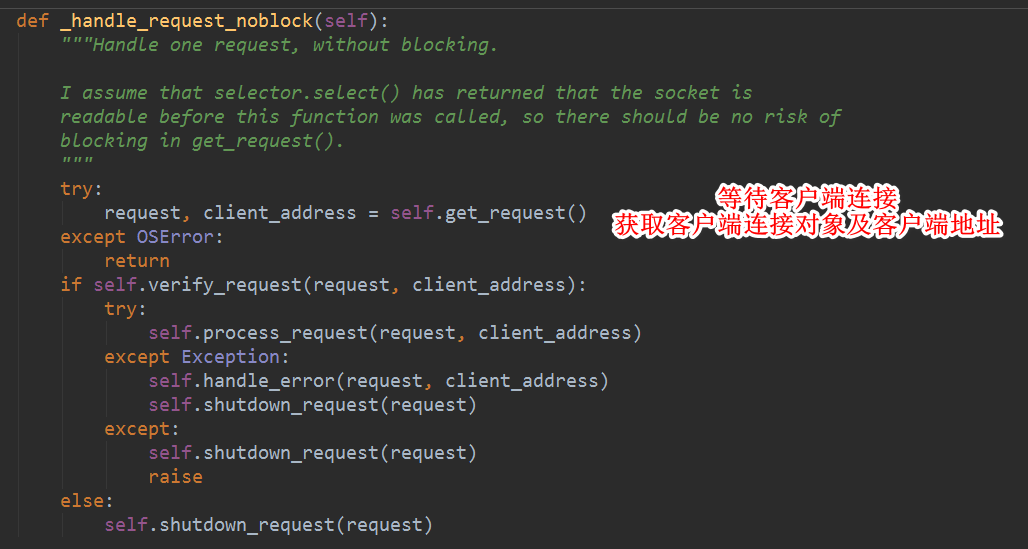 def _handle_request_noblock(self):
    """Handle one request, without blocking.

    I assume that selector.select() has returned that the socket is
    readable before this function was called, so there should be no risk of
    blocking in get_request().
    """
    try:
        request, client_address = self.get_request()
    except OSError:
        return
    if self.verify_request(request, client_address):
        try:
            self.process_request(request, client_address)
        except Exception:
            self.handle_error(request, client_address)
            self.shutdown_request(request)
        except:
            self.shutdown_request(request)
            raise
    else:
        self.shutdown_request(request)
等待客户端连接
获取客户端连接对象及客户端地址